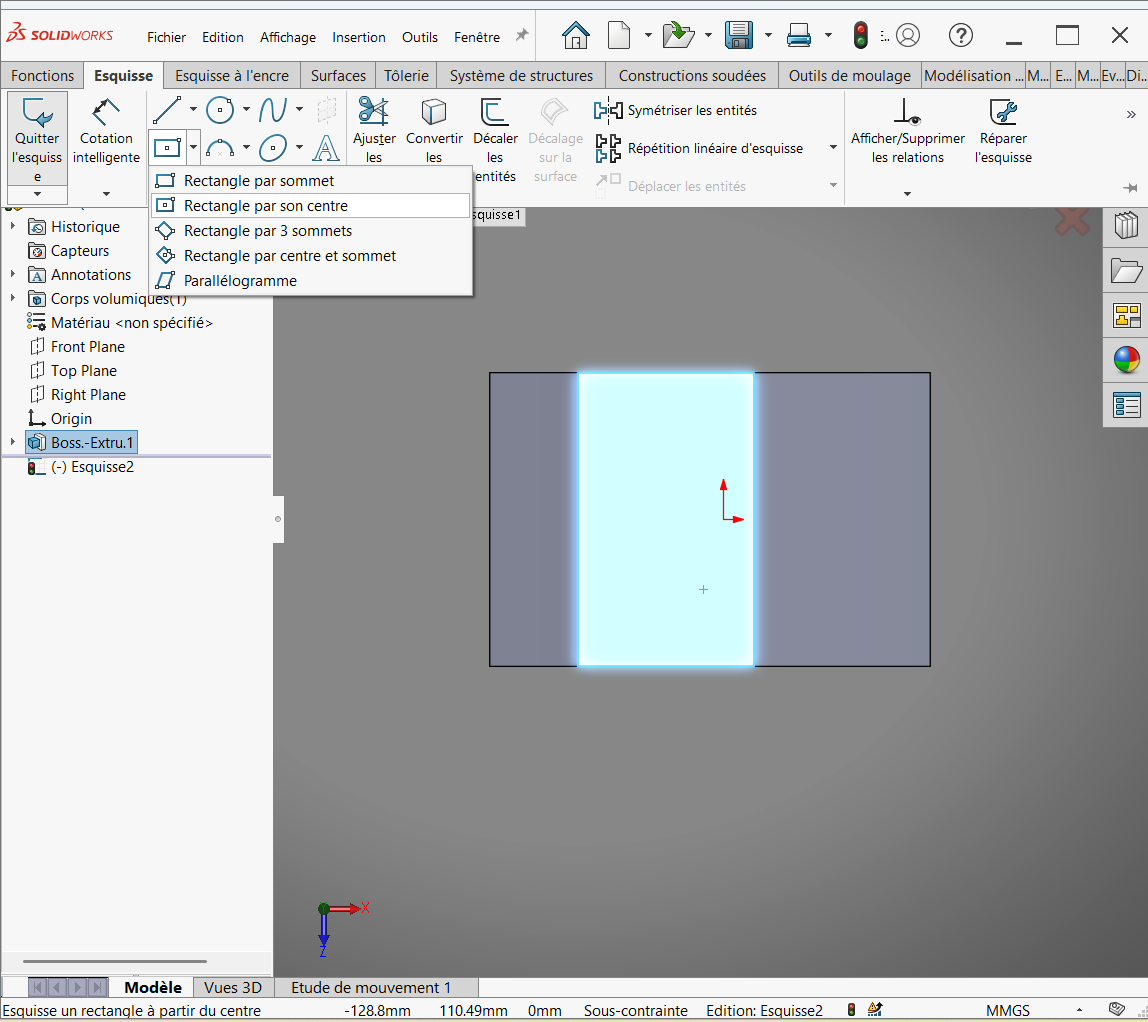 SOLIDWORKS
Fichier Edition Affichage Insertion Outils Fenêtre
Fonctions Esquisse Esquisse à l'encre Surfaces Tôlerie Système de structures Constructions soudées Outils de moulage Modélisation ... M... E... M... Ev... Di...
Quitter
l'esquiss
e
Cotation
intelligente
Ajuster
les
Convertir
les
Décaler
les
entités
Décalage
sur la
surface
Symétriser les entités
Répétition linéaire d'esquisse
Déplacer les entités
Afficher/Supprimer
les relations
Réparer
l'esquisse
Rectangle par sommet
Rectangle par son centre
Rectangle par 3 sommets
Rectangle par centre et sommet
Parallélogramme
squisse1
Historique
Capteurs
Annotations
Corps volumiques(1)
Matériau <non spécifié>
Front Plane
Top Plane
Right Plane
Origin
Boss.-Extru.1
(-) Esquisse2
X
Z
Modèle Vues 3D Etude de mouvement 1
Esquisse un rectangle à partir du centre -128.8mm 110.49mm 0mm Sous-contrainte Edition: Esquisse2 MMGS